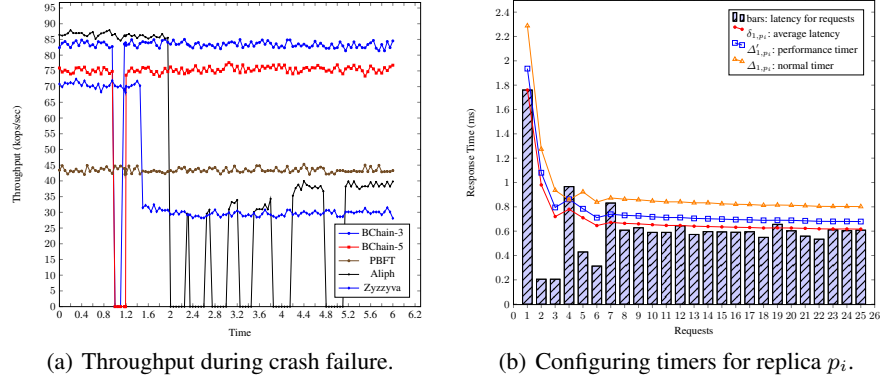 95
90
85
80
75
70
65
60
55
50
45
40
35
30
25
20
15
10
5
0
Throughput (kops/sec)
0 0.4 0.8 1.2 1.6 2 2.4 2.8 3.2 3.6 4 4.4 4.8 5.2 5.6 6 6.2
Time
BChain-3
BChain-5
PBFT
Aliph
Zyzzyva
(a) Throughput during crash failure.
2.4
2.2
2
1.8
1.6
1.4
1.2
1
0.8
0.6
0.4
0.2
0
Response Time (ms)
0 1 2 3 4 5 6 7 8 9 10 11 12 13 14 15 16 17 18 19 20 21 22 23 24 25 26
Requests
bars: latency for requests
δ1,pi: average latency
Δ′1,pi: performance timer
Δ1,pi: normal timer
(b) Configuring timers for replica pi.